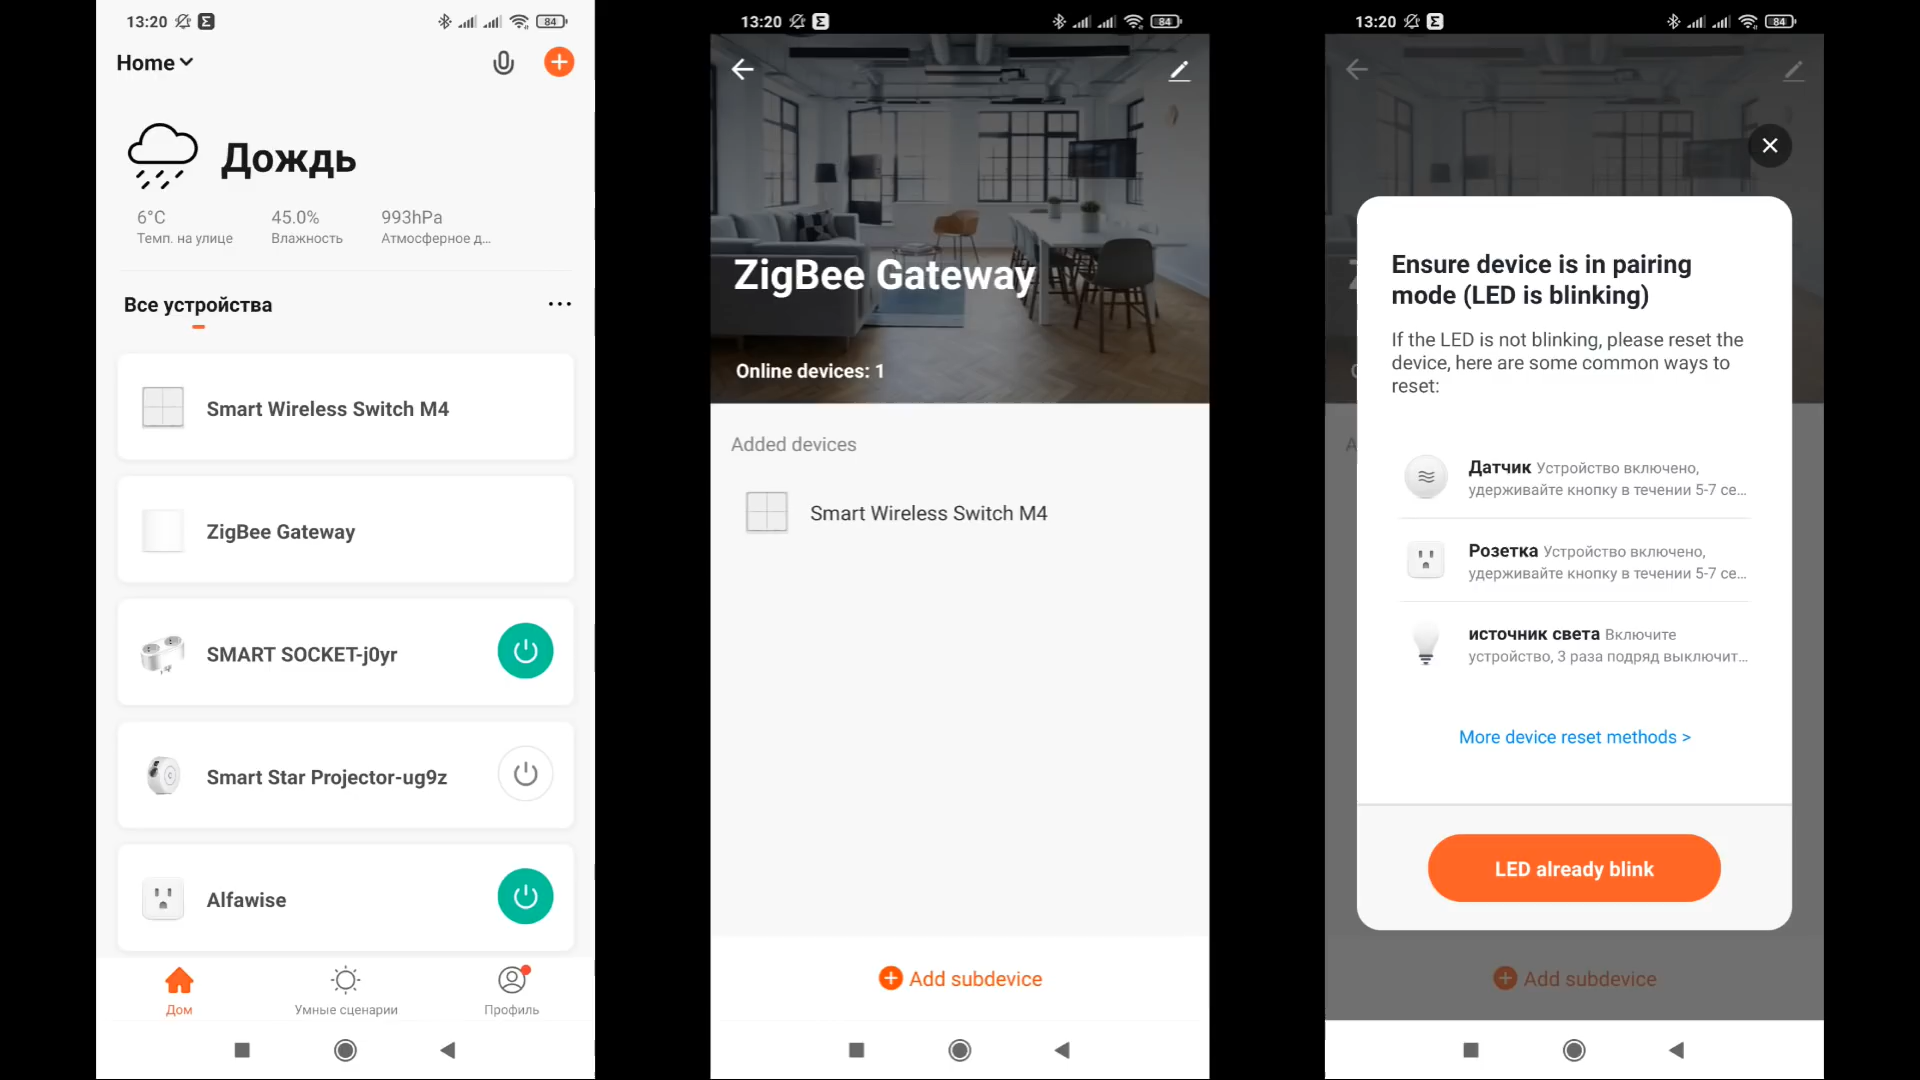 13:20
84
Home
Дождь
6°C
45.0%
993hPa
Темп. на улице
Влажность
Атмосферное д...
Все устройства
Smart Wireless Switch M4
ZigBee Gateway
SMART SOCKET-j0yr
Smart Star Projector-ug9z
Alfawise
Дом
Умные сценарии
Профиль
13:20
84
ZigBee Gateway
Online devices: 1
Added devices
Smart Wireless Switch M4
Add subdevice
13:20
84
Ensure device is in pairing
mode (LED is blinking)
If the LED is not blinking, please reset the
device, here are some common ways to
reset:
Датчик Устройство включено,
удерживайте кнопку в течении 5-7 се...
Розетка Устройство включено,
удерживайте кнопку в течении 5-7 се...
источник света Включите
устройство, 3 раза подряд выключит...
More device reset methods >
LED already blink
Add subdevice